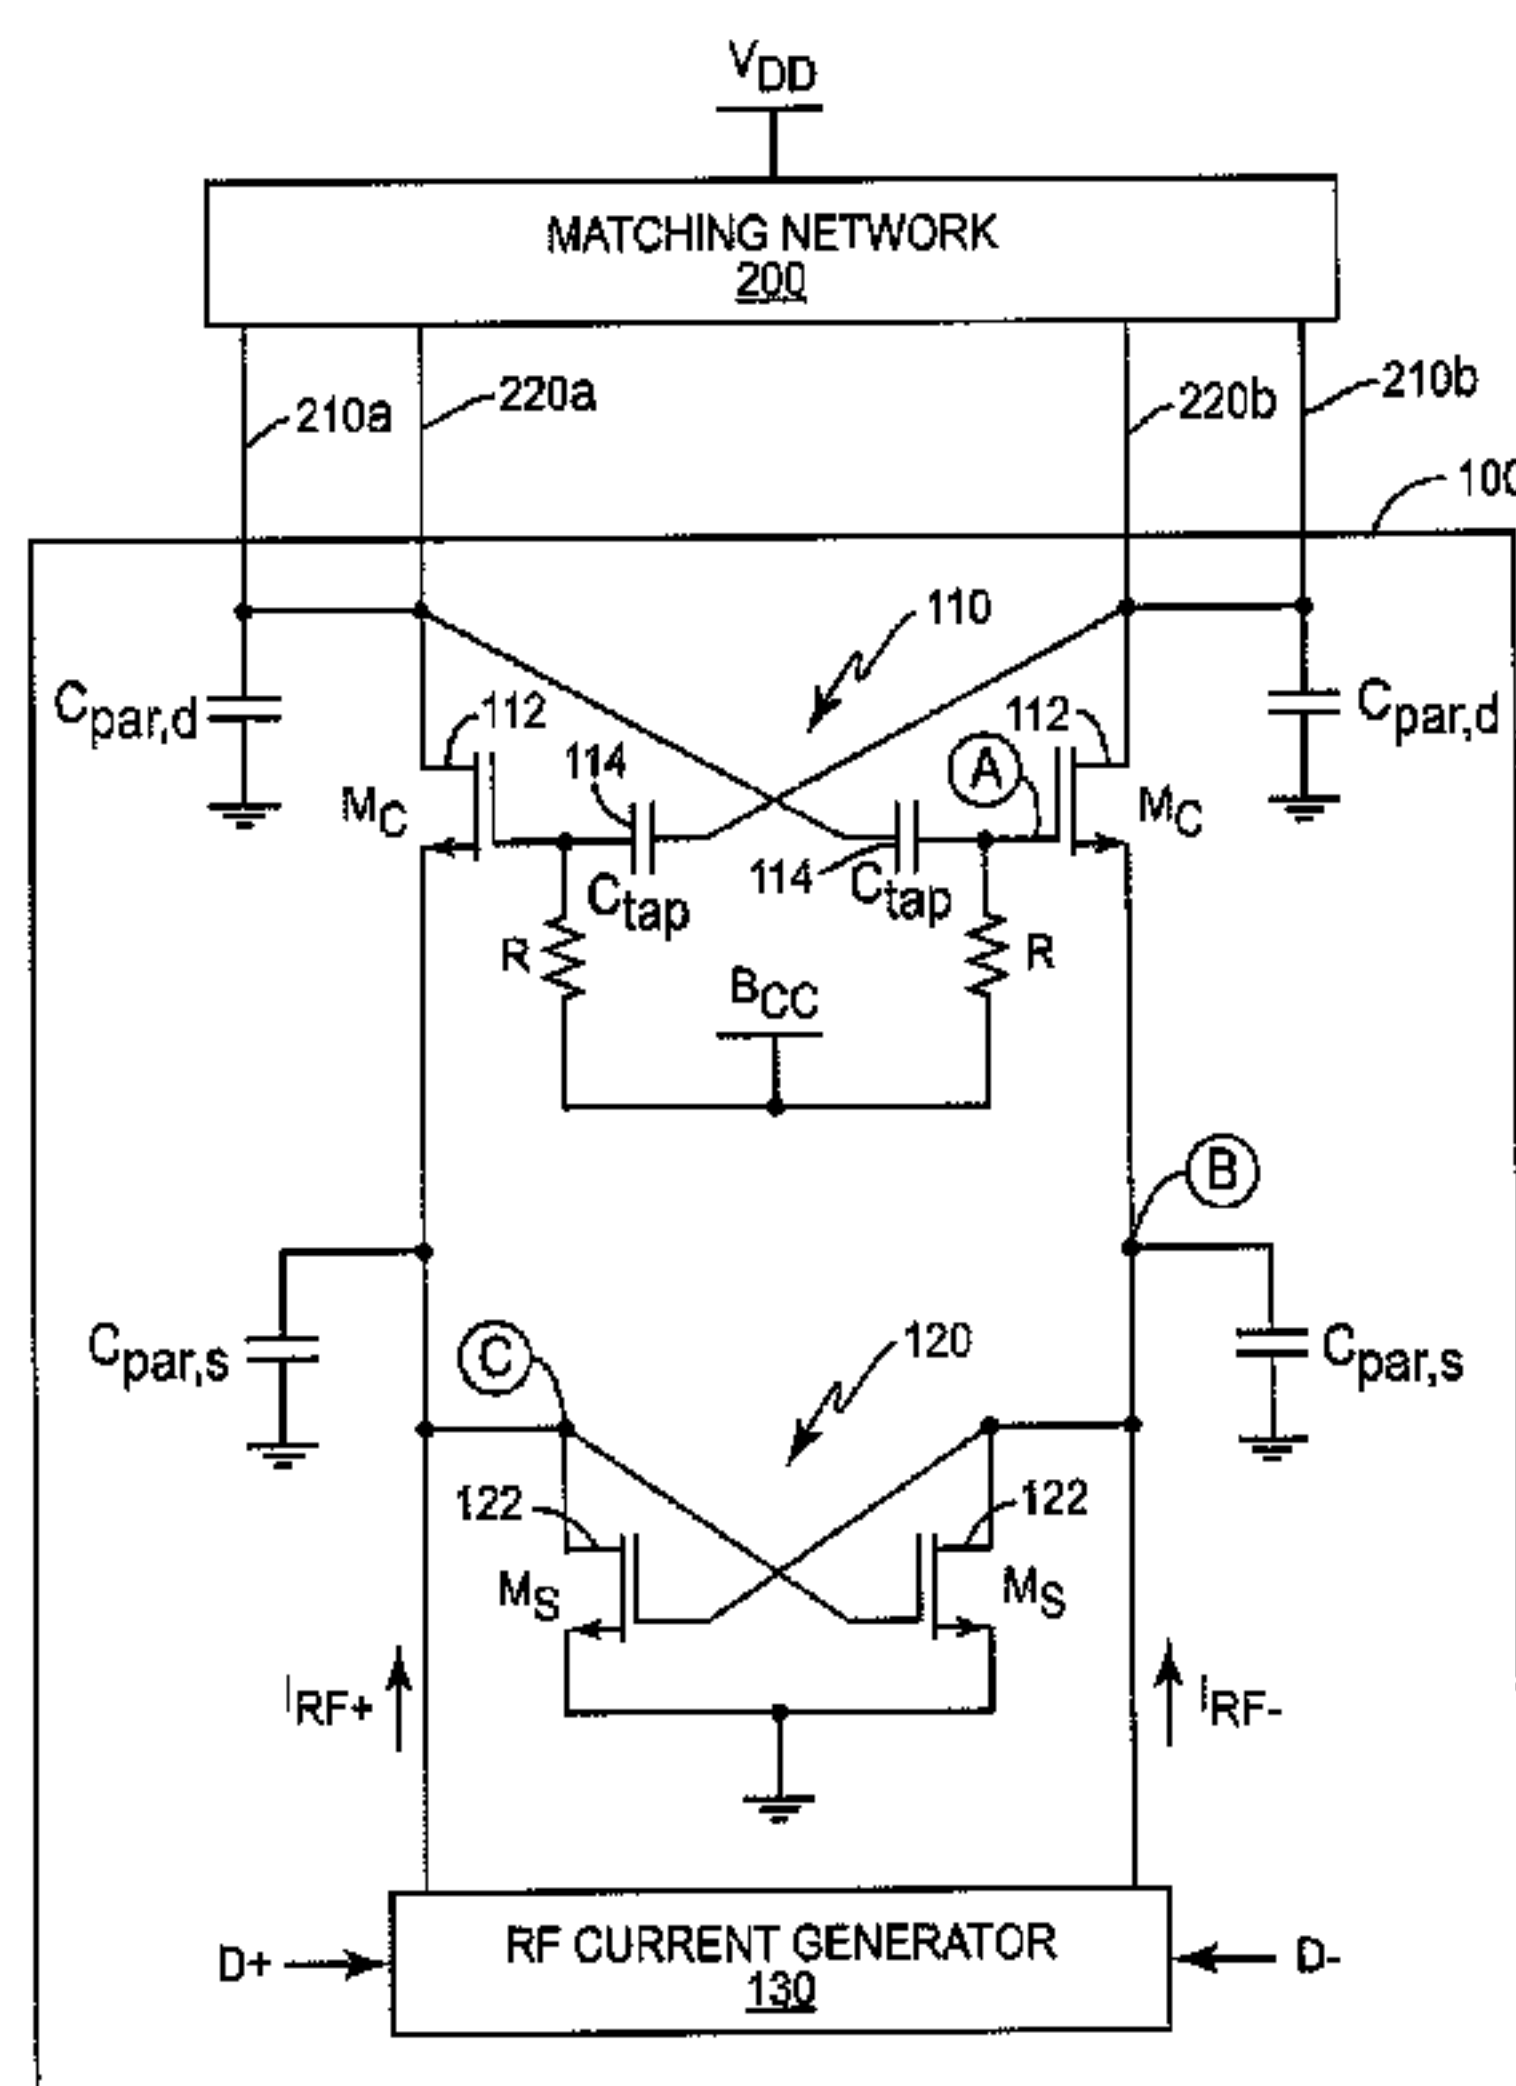 VDD
MATCHING NETWORK
200
210a
220a
220b
210b
110
Cpar,d
112
112
Cpar,d
114
A
MC
MC
114
Ctap
Ctap
R
R
BCC
B
C
120
Cpar,s
Cpar,s
122
122
MS
MS
IRF+
IRF-
RF CURRENT GENERATOR
130
D+
D-